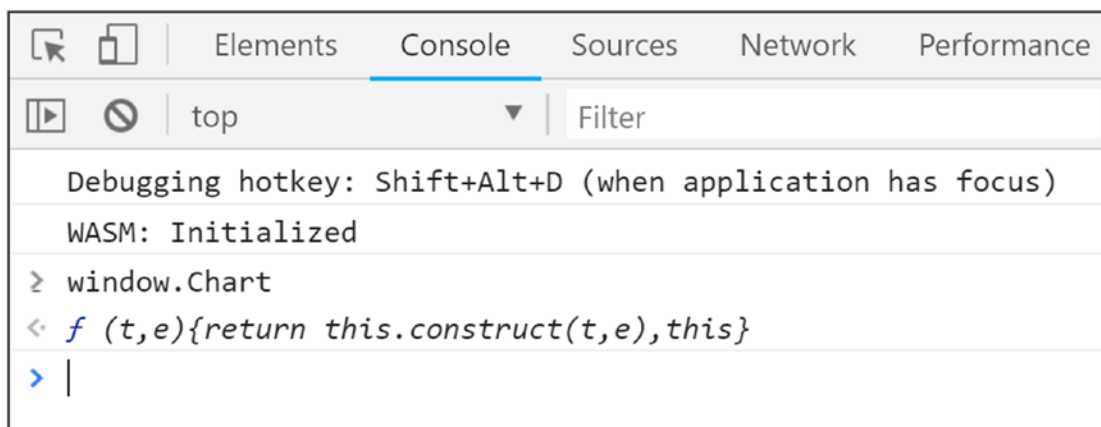 Elements Console Sources Network Performance
top ▼ Filter
Debugging hotkey: Shift+Alt+D (when application has focus)
WASM: Initialized
> window.Chart
<· ƒ (t,e){return this.construct(t,e),this}
>